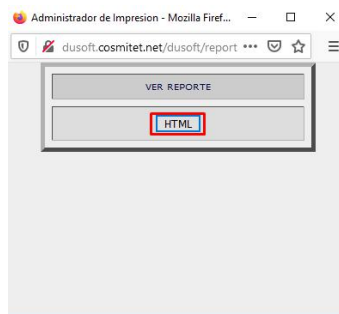 Administrador de Impresion - Mozilla Firef...
dusoft.cosmitet.net/dusoft/report
VER REPORTE
HTML